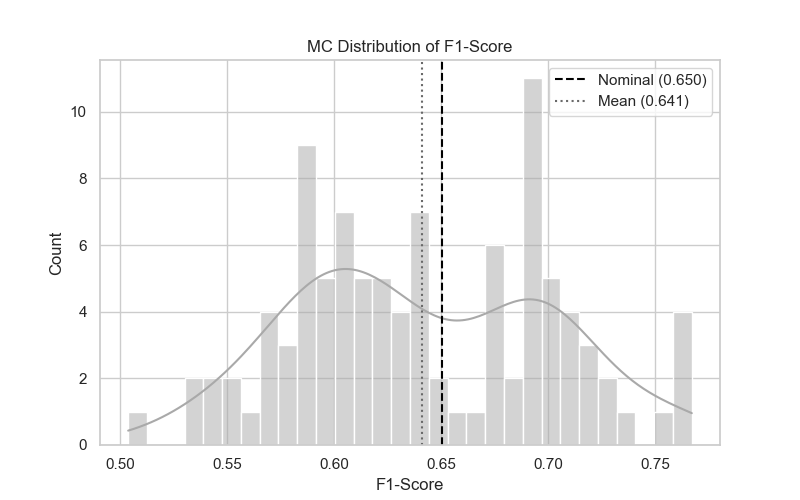 MC Distribution of F1-Score
Nominal (0.650)
Mean (0.641)
Count
10
8
6
4
2
0
0.50 0.55 0.60 0.65 0.70 0.75
F1-Score